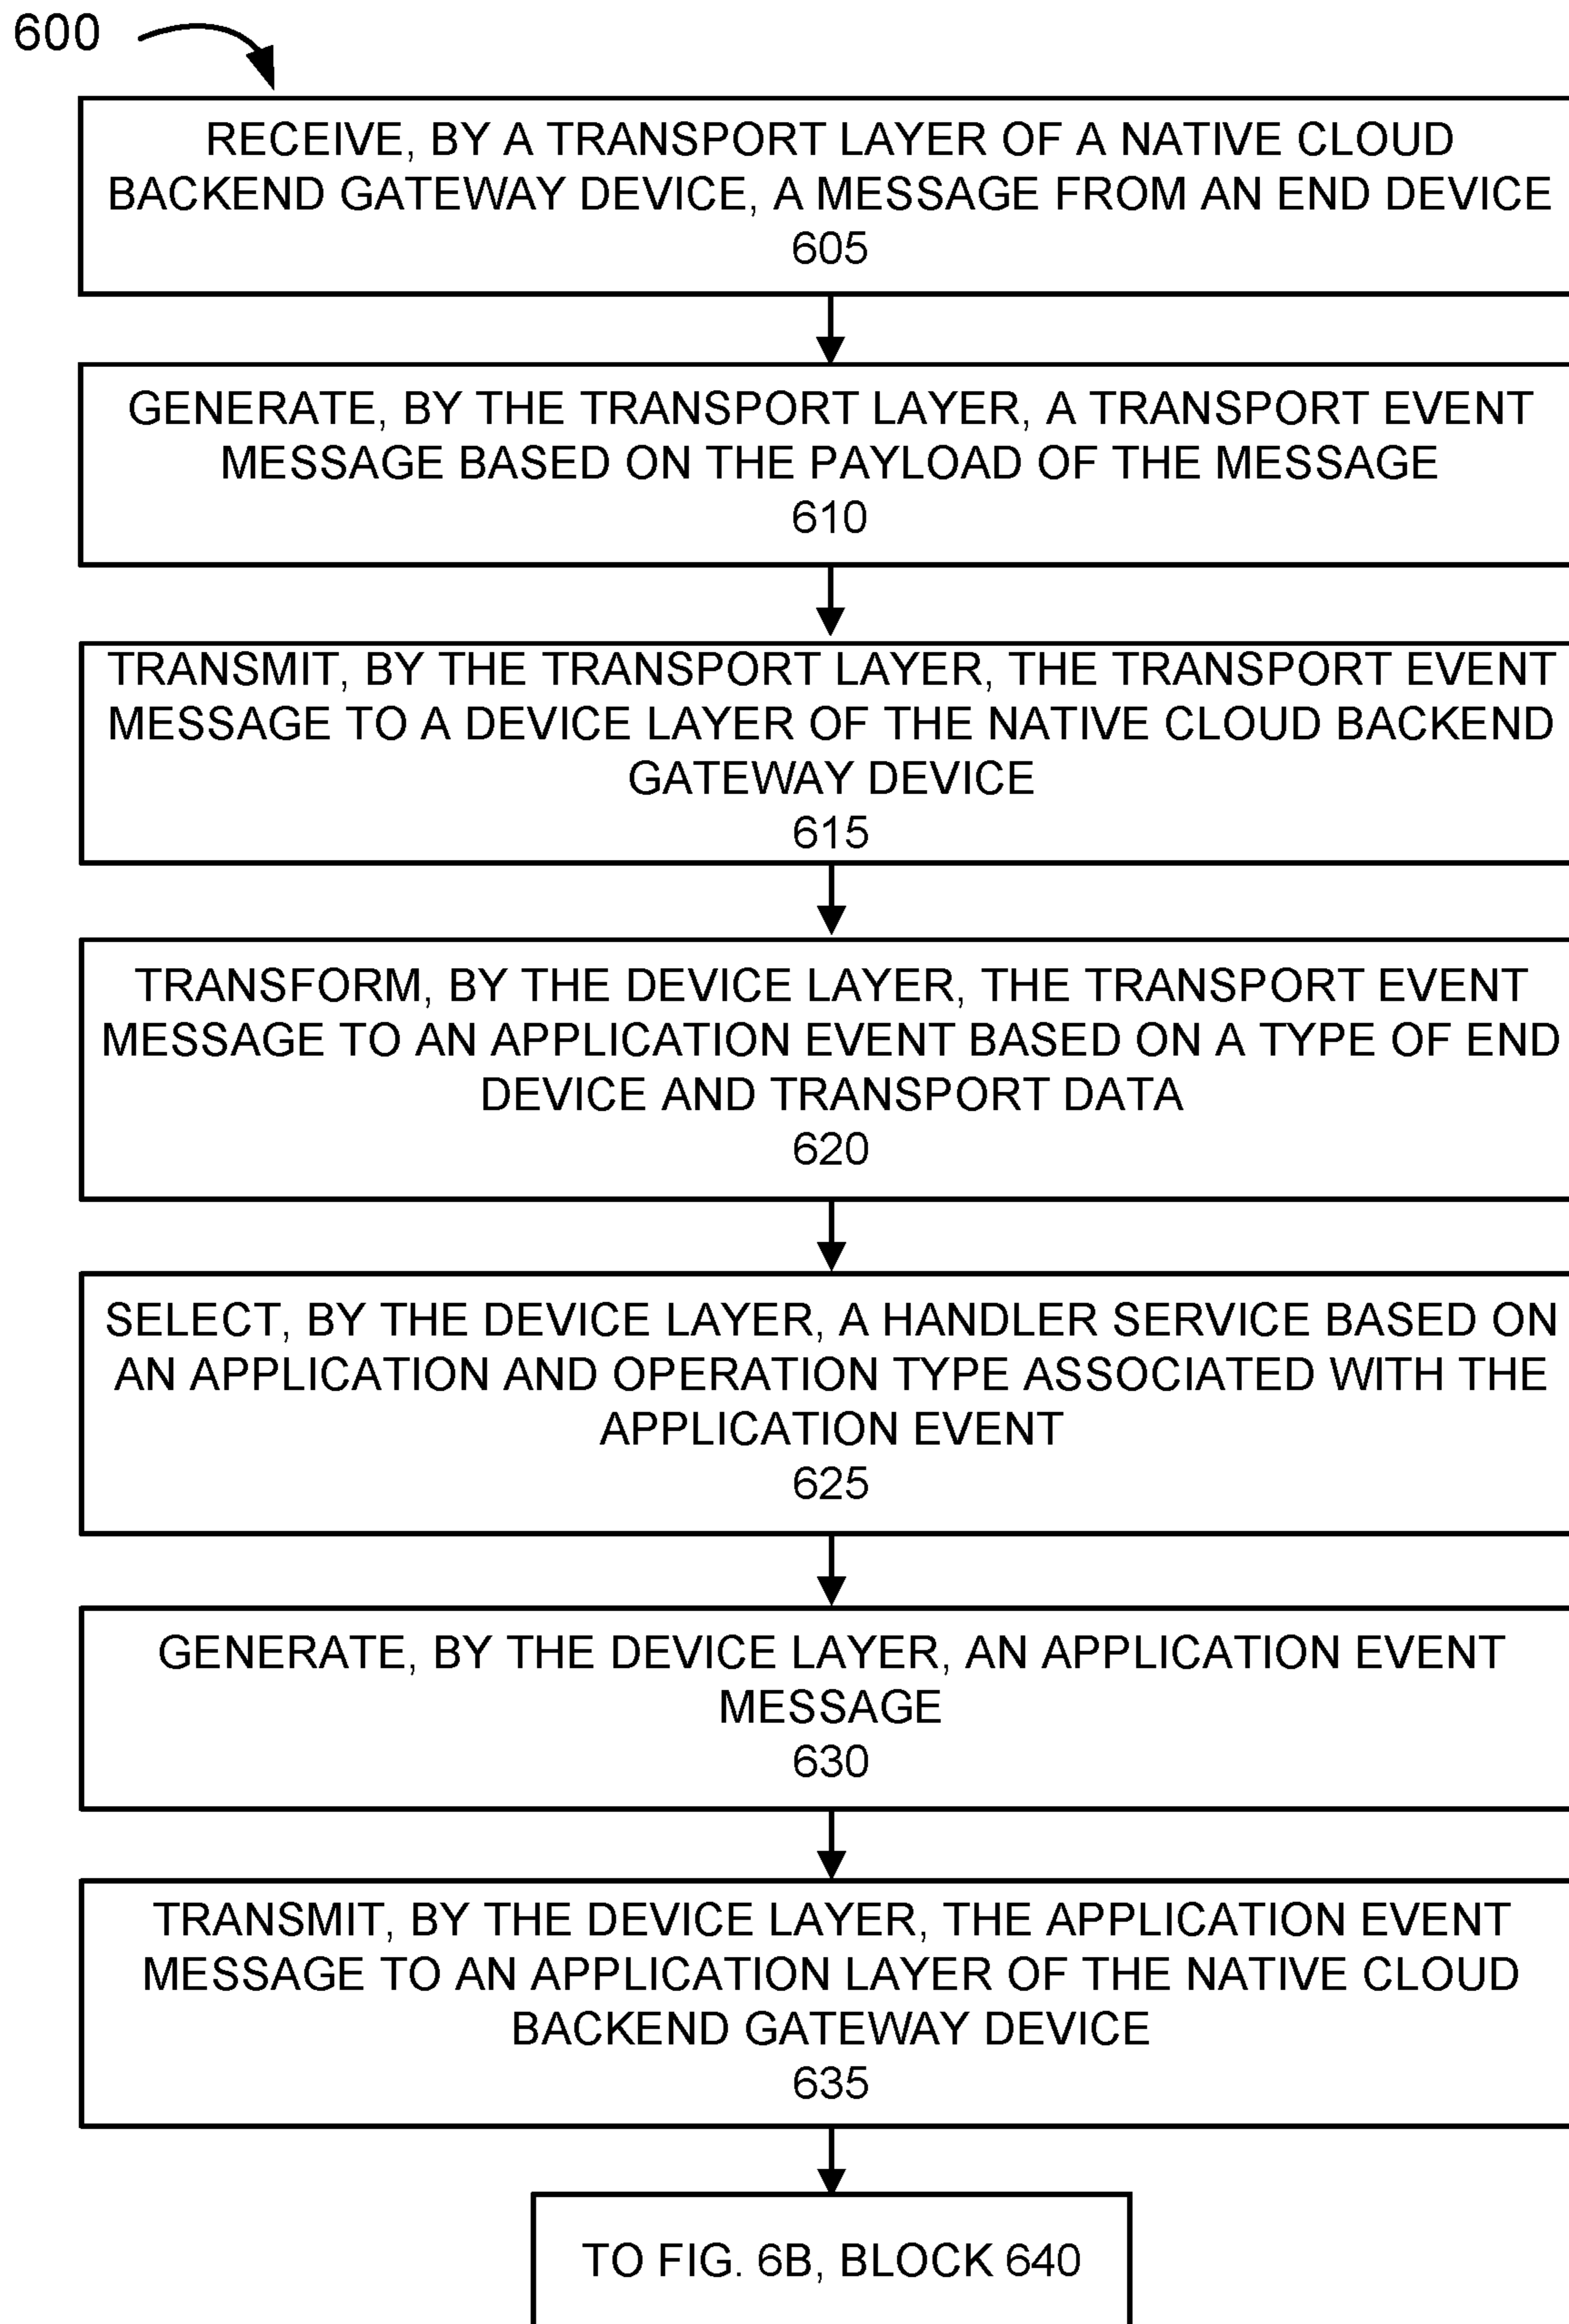 600
RECEIVE, BY A TRANSPORT LAYER OF A NATIVE CLOUD
BACKEND GATEWAY DEVICE, A MESSAGE FROM AN END DEVICE
605
GENERATE, BY THE TRANSPORT LAYER, A TRANSPORT EVENT
MESSAGE BASED ON THE PAYLOAD OF THE MESSAGE
610
TRANSMIT, BY THE TRANSPORT LAYER, THE TRANSPORT EVENT
MESSAGE TO A DEVICE LAYER OF THE NATIVE CLOUD BACKEND
GATEWAY DEVICE
615
TRANSFORM, BY THE DEVICE LAYER, THE TRANSPORT EVENT
MESSAGE TO AN APPLICATION EVENT BASED ON A TYPE OF END
DEVICE AND TRANSPORT DATA
620
SELECT, BY THE DEVICE LAYER, A HANDLER SERVICE BASED ON
AN APPLICATION AND OPERATION TYPE ASSOCIATED WITH THE
APPLICATION EVENT
625
GENERATE, BY THE DEVICE LAYER, AN APPLICATION EVENT
MESSAGE
630
TRANSMIT, BY THE DEVICE LAYER, THE APPLICATION EVENT
MESSAGE TO AN APPLICATION LAYER OF THE NATIVE CLOUD
BACKEND GATEWAY DEVICE
635
TO FIG. 6B, BLOCK 640